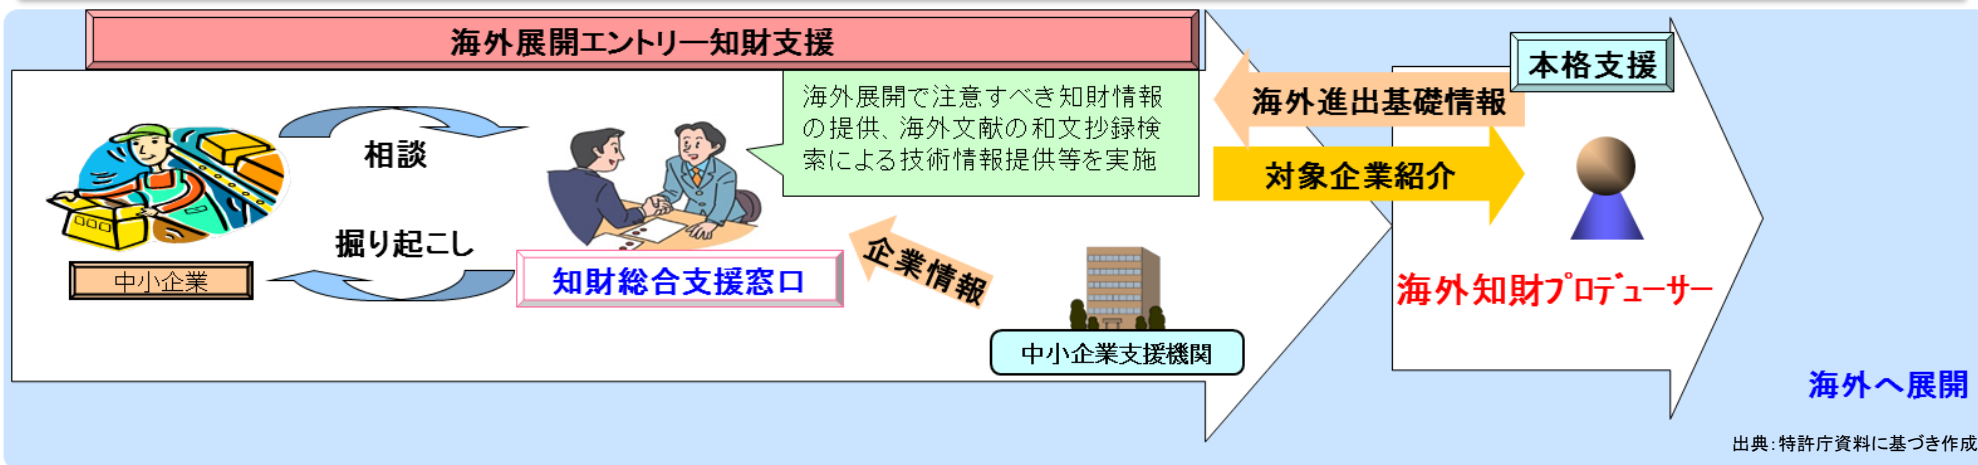 海外展開エントリー知財支援
本格支援
海外展開で注意すべき知財情報
の提供、海外文献の和文抄録検
索による技術情報提供等を実施
海外進出基礎情報
対象企業紹介
相談
掘り起こし
中小企業
知財総合支援窓口
企業情報
中小企業支援機関
海外知財プロデューサー
海外へ展開
出典：特許庁資料に基づき作成